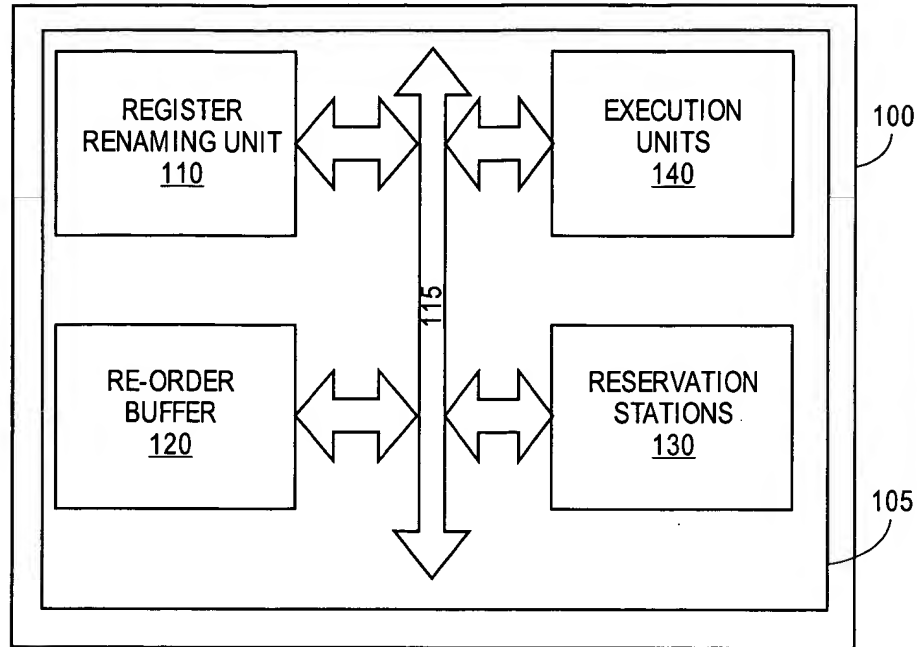 REGISTER
RENAMING UNIT
110
EXECUTION
UNITS
140
100
115
RE-ORDER
BUFFER
120
RESERVATION
STATIONS
130
105